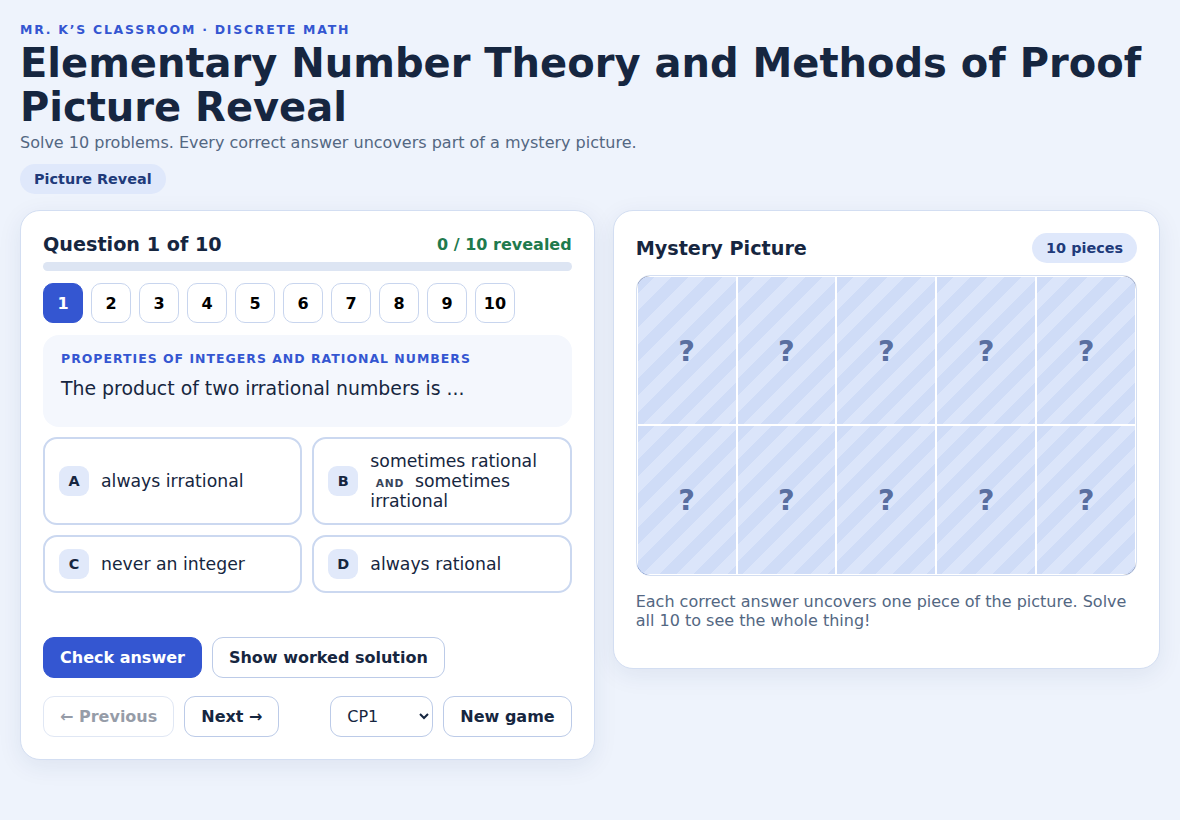 MR. K’S CLASSROOM · DISCRETE MATH
Elementary Number Theory and Methods of Proof
Picture Reveal
Solve 10 problems. Every correct answer uncovers part of a mystery picture.
Picture Reveal
Question 1 of 10
0 / 10 revealed
1 2 3 4 5 6 7 8 9 10
PROPERTIES OF INTEGERS AND RATIONAL NUMBERS
The product of two irrational numbers is ...
A always irrational
B sometimes rational
AND sometimes
irrational
C never an integer
D always rational
Check answer
Show worked solution
← Previous
Next →
CP1
New game
Mystery Picture
10 pieces
? ? ? ? ?
? ? ? ? ?
Each correct answer uncovers one piece of the picture. Solve
all 10 to see the whole thing!